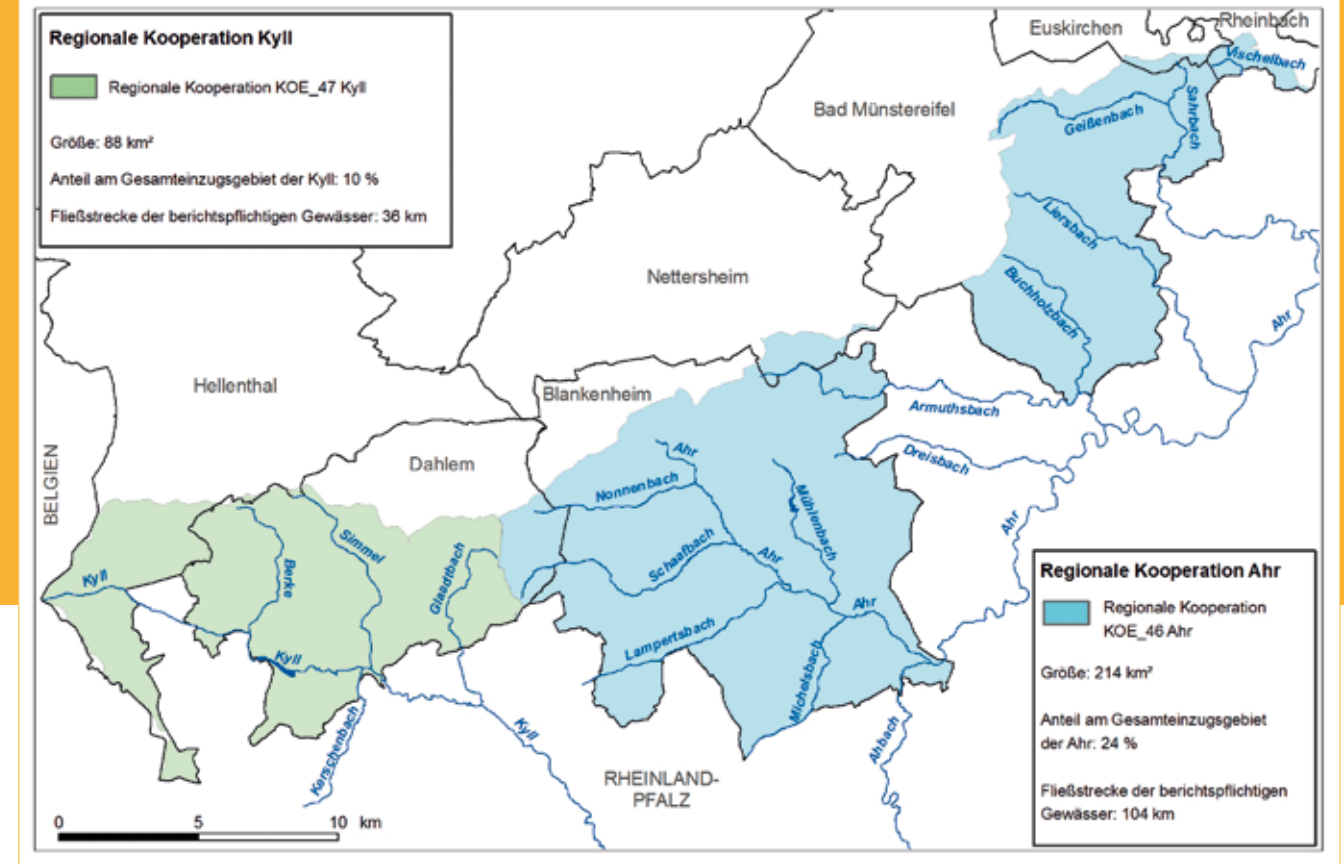 Regionale Kooperation Kyll
Regionale Kooperation KOE_47 Kyll
Größe: 88 km²
Anteil am Gesamteinzugsgebiet der Kyll: 10 %
Fließstrecke der berichtspflichtigen Gewässer: 36 km
Euskirchen
Rheinbach
Vischelbach
Bad Münstereifel
Geißenbach
Sahrbach
Liersbach
Nettersheim
Buchholzbach
Ahr
Hellenthal
Blankenheim
Armuthsbach
Dreisbach
Dahlem
BELGIEN
Ahr
Nonnenbach
Mühlenbach
Ahr
Simmel
Schaafbach
Ahr
Kyll
Berke
Glaadtbach
Ahr
Lampertsbach
Kyll
Michelsbach
Kerschenbach
Kyll
Ahbach
RHEINLAND-
PFALZ
0 5 10 km
Regionale Kooperation Ahr
Regionale Kooperation
KOE_46 Ahr
Größe: 214 km²
Anteil am Gesamteinzugsgebiet
der Ahr: 24 %
Fließstrecke der berichtspflichtigen
Gewässer: 104 km